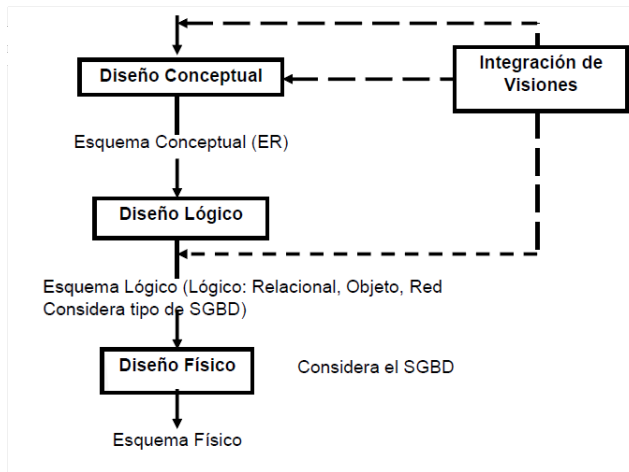 Diseño Conceptual
Integración de
Visiones
Esquema Conceptual (ER)
Diseño Lógico
Esquema Lógico (Lógico: Relacional, Objeto, Red
Considera tipo de SGBD)
Diseño Físico
Considera el SGBD
Esquema Físico